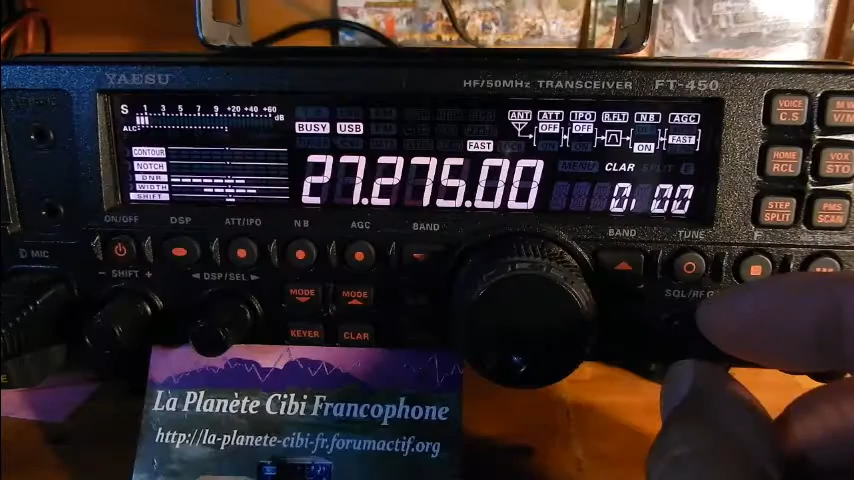 YAESU
HF/50MHz TRANSCEIVER FT-450
S 1 3 5 7 9 +20 +40 +60 dB
ALC
BUSY USB
ANT ATT IPO R.FLT NB AGC
OFF OFF ON FAST
FAST
CONTOUR
NOTCH
DNR
WIDTH
SHIFT
27.275.00
CLAR
0.00
VOICE C.S
V/M
HOME RCL
VOX STO
STEP SPLIT
PMS SCAN
ON/OFF DSP ATT/IPO NB AGC BAND BAND TUNE
MIC
- SHIFT + DSP/SEL
MODE MODE
KEYER CLAR
SQL/RF
La Planète Cibi Francophone
http://la-planete-cibi-fr.forumactif.org